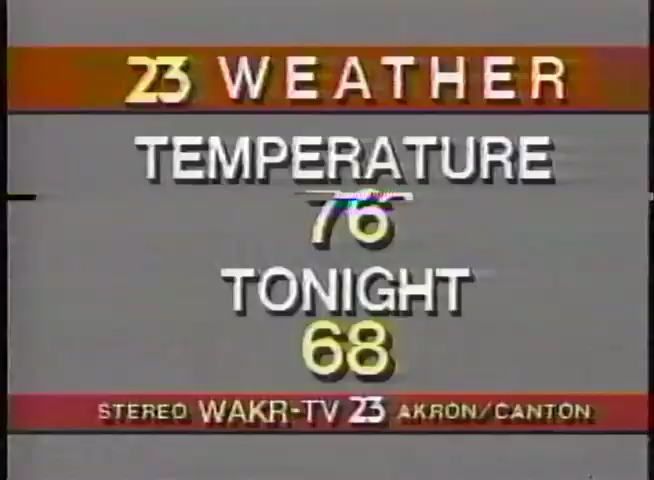 23 WEATHER
TEMPERATURE
76
TONIGHT
68
STEREO WAKR-TV 23 AKRON/CANTON